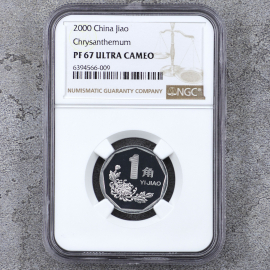 2000 China Jiao
Chrysanthemum
PF 67 ULTRA CAMEO
6394566-009
NUMISMATIC GUARANTY COMPANY
NGC
1角
YI JIAO